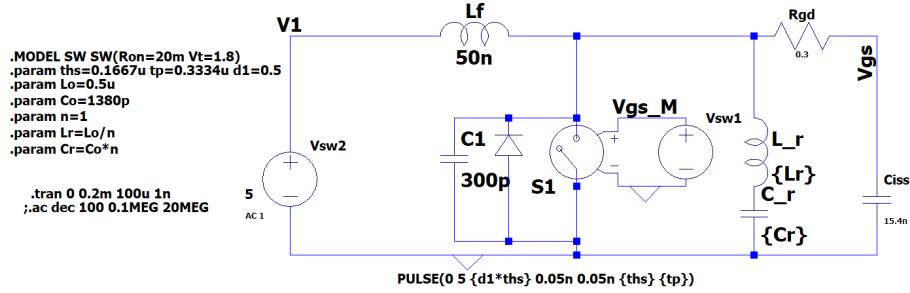 Lf
V1
Rgd
50n
0.3
.MODEL SW SW(Ron=20m Vt=1.8)
.param ths=0.1667u tp=0.3334u d1=0.5
.param Lo=0.5u
.param Co=1380p
.param n=1
.param Lr=Lo/n
.param Cr=Co*n
Vgs
Vgs_M
Vsw1
Vsw2
C1
L_r
300p
S1
{Lr}
Ciss
C_r
.tran 0 0.2m 100u 1n
5
;.ac dec 100 0.1MEG 20MEG
AC 1
15.4n
{Cr}
PULSE(0 5 {d1*ths} 0.05n 0.05n {ths} {tp})